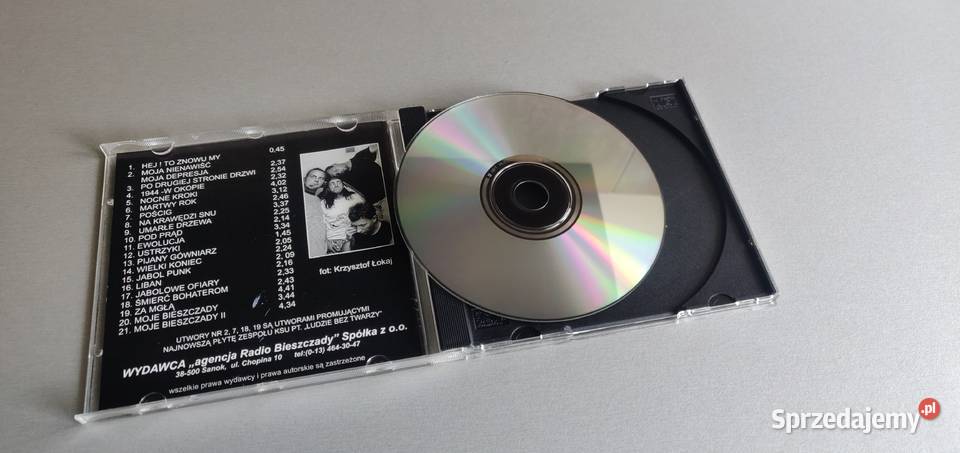 1. HEJ ! TO ZNOWU MY
2. MOJA NIENAWIŚĆ
MOJA DEPRESJA
3. PO DRUGIEJ STRONIE DRZWI
4. 1944 -W OKOPIE
5. NOCNE KROKI
6. MARTWY ROK
7. POŚCIG
8. NA KRAWĘDZI SNU
9. UMARŁE DRZEWA
10. POD PRĄD
11. EWOLUCJA
12. USTRZYKI
13. PIJANY GÓWNIARZ
14. WIELKI KONIEC
15. JABOL PUNK
16. LIBAN
17. JABOLOWE OFIARY
18. ŚMIERĆ BOHATEROM
19. ZA MGŁĄ
20. MOJE BIESZCZADY
21. MOJE BIESZCZADY II
0,45
2,37
2,54
2,32
4,02
3,12
2,46
3,37
2,25
2,14
3,34
1,45
2,05
2,24
2, 09
2,16
2,33
2,43
4,41
3,44
4,34
fot: Krzysztof Łokaj
UTWORY NR 2, 7, 18, 19 SĄ UTWORAMI PROMUJĄCYMI
NAJNOWSZĄ PŁYTĘ ZESPOŁU KSU PT. „LUDZIE BEZ TWARZY"
WYDAWCA „agencja Radio Bieszczady" Spółka z o.o.
38-500 Sanok, ul. Chopina 10 tel:(0-13) 464-30-47
wszelkie prawa wydawcy i prawa autorskie są zastrzeżone
Sprzedajemy.pl